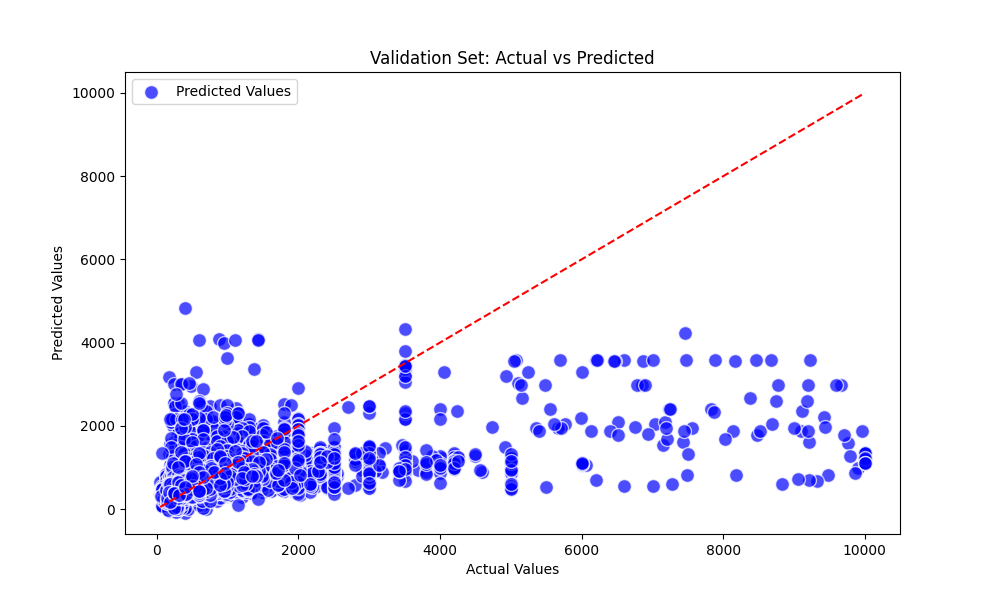 Validation Set: Actual vs Predicted
Predicted Values
10000
8000
6000
4000
2000
0
Predicted Values
0 2000 4000 6000 8000 10000
Actual Values